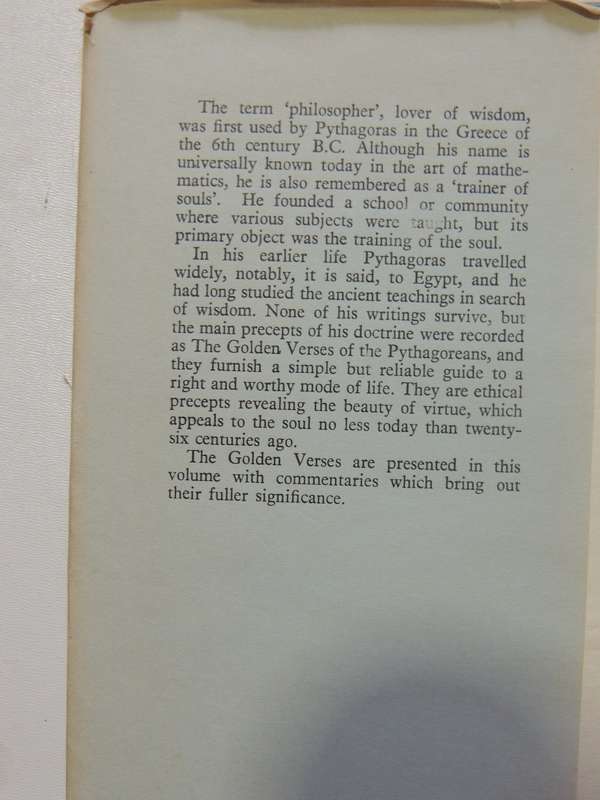 The term ‘philosopher’, lover of wisdom,
was first used by Pythagoras in the Greece of
the 6th century B.C. Although his name is
universally known today in the art of mathe-
matics, he is also remembered as a ‘trainer of
souls’. He founded a school or community
where various subjects were taught, but its
primary object was the training of the soul.
In his earlier life Pythagoras travelled
widely, notably, it is said, to Egypt, and he
had long studied the ancient teachings in search
of wisdom. None of his writings survive, but
the main precepts of his doctrine were recorded
as The Golden Verses of the Pythagoreans, and
they furnish a simple but reliable guide to a
right and worthy mode of life. They are ethical
precepts revealing the beauty of virtue, which
appeals to the soul no less today than twenty-
six centuries ago.
The Golden Verses are presented in this
volume with commentaries which bring out
their fuller significance.